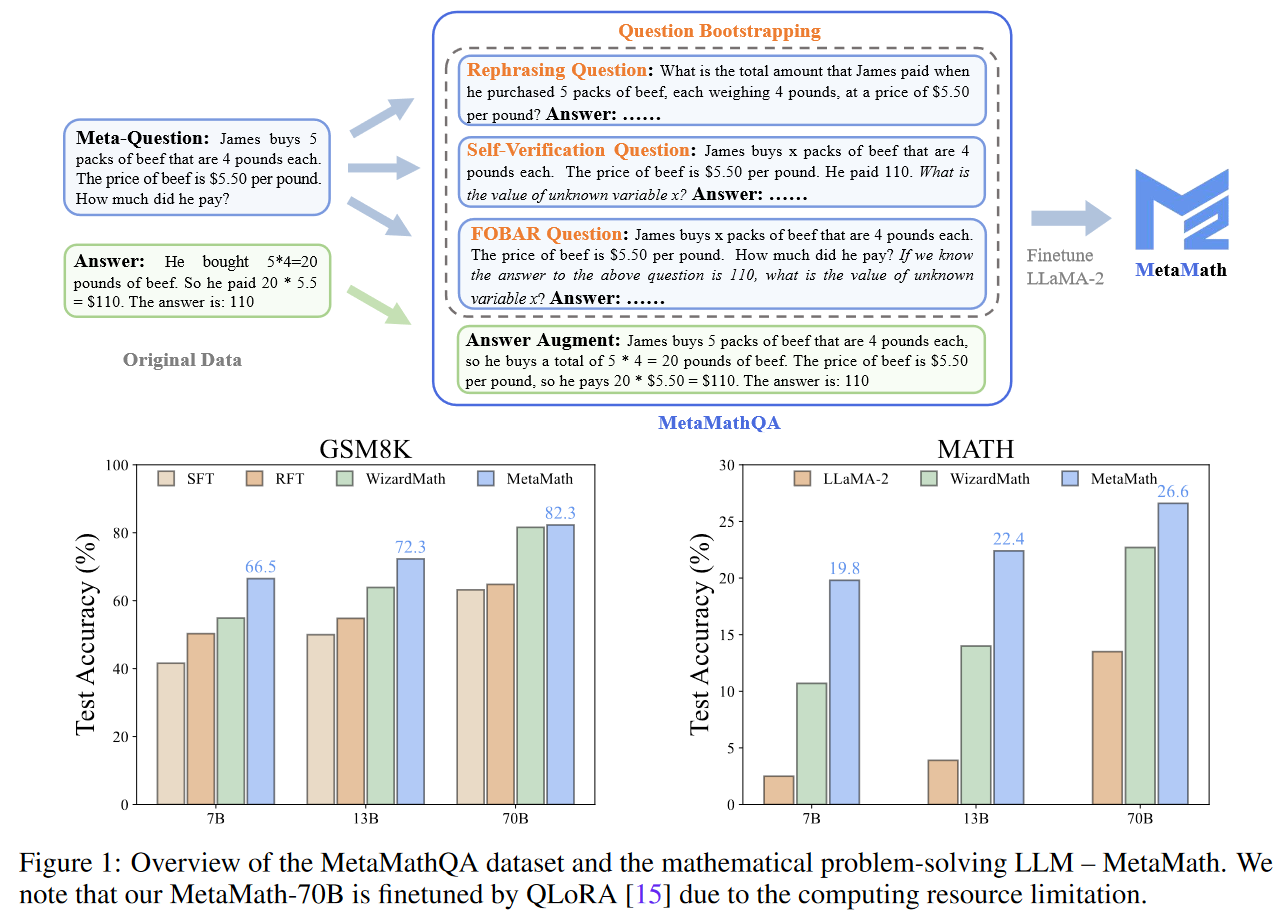 Question Bootstrapping
Rephrasing Question: What is the total amount that James paid when
he purchased 5 packs of beef, each weighing 4 pounds, at a price of $5.50
per pound? Answer: ……
Meta-Question: James buys 5
packs of beef that are 4 pounds each.
The price of beef is $5.50 per pound.
How much did he pay?
Self-Verification Question: James buys x packs of beef that are 4
pounds each. The price of beef is $5.50 per pound. He paid 110. What is
the value of unknown variable x? Answer: ……
FOBAR Question: James buys x packs of beef that are 4 pounds each.
The price of beef is $5.50 per pound. How much did he pay? If we know
the answer to the above question is 110, what is the value of unknown
variable x? Answer: ……
Answer: He bought 5*4=20
pounds of beef. So he paid 20 * 5.5
= $110. The answer is: 110
Original Data
Answer Augment: James buys 5 packs of beef that are 4 pounds each,
so he buys a total of 5 * 4 = 20 pounds of beef. The price of beef is $5.50
per pound, so he pays 20 * $5.50 = $110. The answer is: 110
MetaMathQA
Finetune
LLaMA-2
MetaMath
GSM8K
SFT RFT WizardMath MetaMath
Test Accuracy (%)
100
80
60
40
20
0
66.5
72.3
82.3
7B 13B 70B
MATH
LLaMA-2 WizardMath MetaMath
Test Accuracy (%)
30
25
20
15
10
5
0
19.8
22.4
26.6
7B 13B 70B
Figure 1: Overview of the MetaMathQA dataset and the mathematical problem-solving LLM – MetaMath. We
note that our MetaMath-70B is finetuned by QLoRA [15] due to the computing resource limitation.